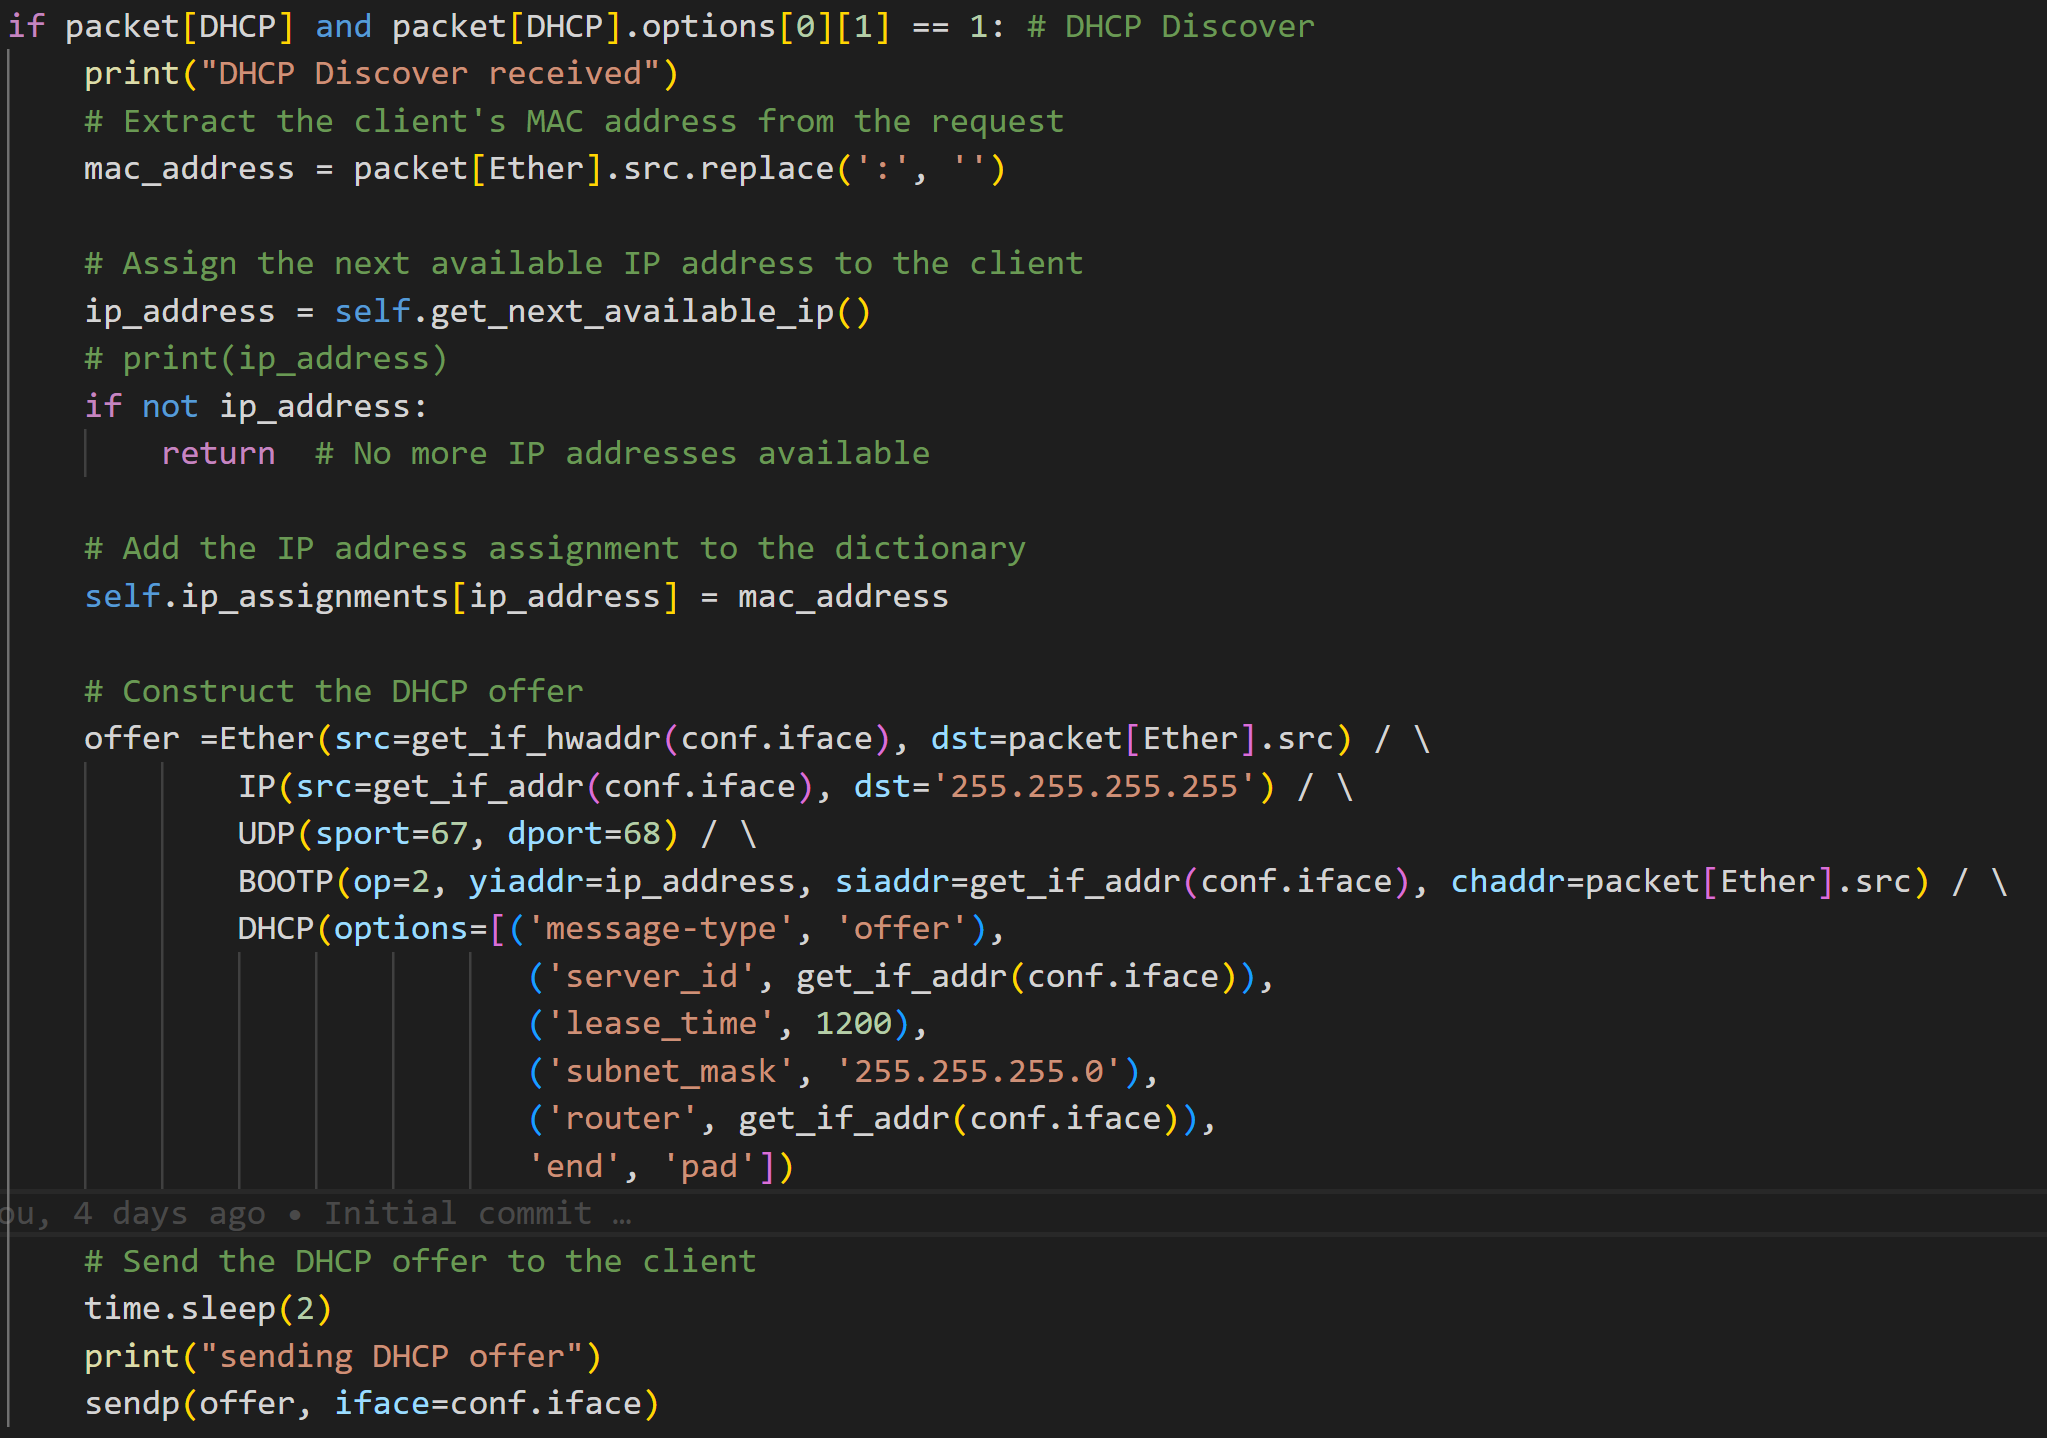 if packet[DHCP] and packet[DHCP].options[0][1] == 1: # DHCP Discover
print("DHCP Discover received")
# Extract the client's MAC address from the request
mac_address = packet[Ether].src.replace(':', '')
# Assign the next available IP address to the client
ip_address = self.get_next_available_ip()
# print(ip_address)
if not ip_address:
return  # No more IP addresses available
# Add the IP address assignment to the dictionary
self.ip_assignments[ip_address] = mac_address
# Construct the DHCP offer
offer =Ether(src=get_if_hwaddr(conf.iface), dst=packet[Ether].src) / \
IP(src=get_if_addr(conf.iface), dst='255.255.255.255') / \
UDP(sport=67, dport=68) / \
BOOTP(op=2, yiaddr=ip_address, siaddr=get_if_addr(conf.iface), chaddr=packet[Ether].src) / \
DHCP(options=[('message-type', 'offer'),
('server_id', get_if_addr(conf.iface)),
('lease_time', 1200),
('subnet_mask', '255.255.255.0'),
('router', get_if_addr(conf.iface)),
'end', 'pad'])
ou, 4 days ago • Initial commit …
# Send the DHCP offer to the client
time.sleep(2)
print("sending DHCP offer")
sendp(offer, iface=conf.iface)